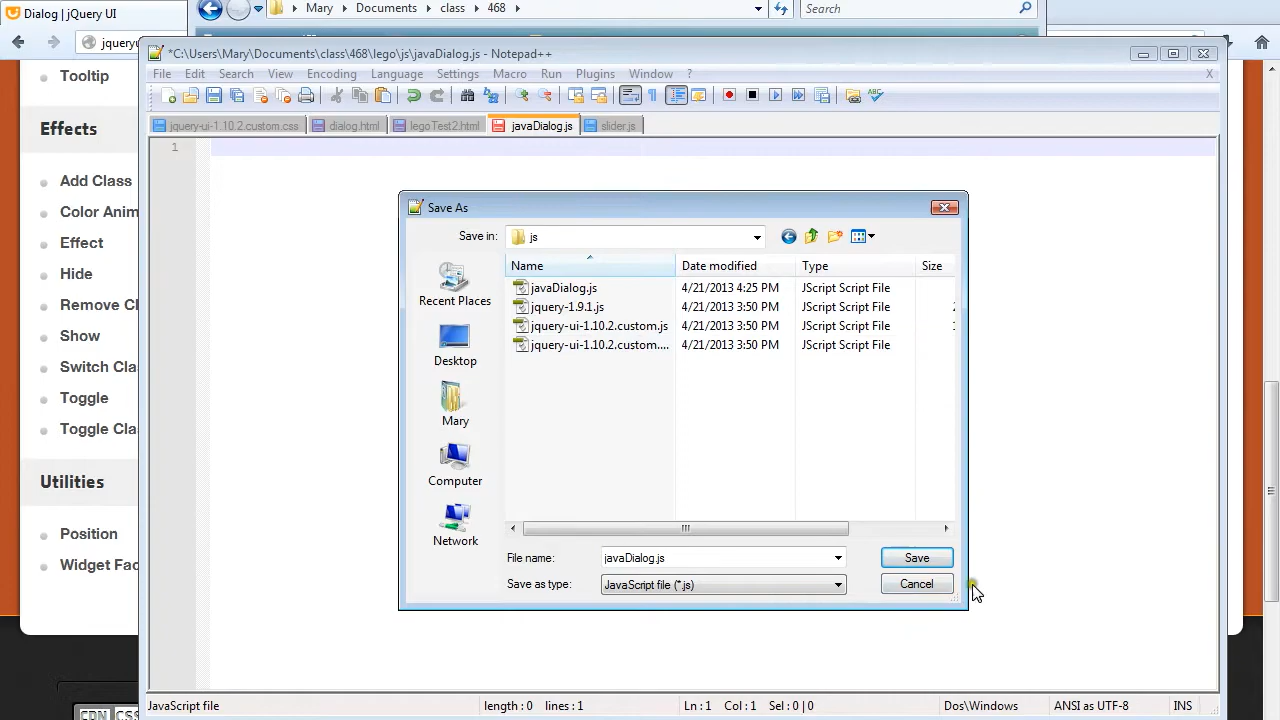 Dialog | jQuery UI
Mary
Documents
class
468
Search
*C:\Users\Mary\Documents\class\468\lego\js\javaDialog.js - Notepad++
File Edit Search View Encoding Language Settings Macro Run Plugins Window ? X
jquery-ui-1.10.2.custom.css dialog.html legoTest2.html javaDialog.js slider.js
1
Tooltip
Effects
Add Class
Color Anim
Effect
Hide
Remove C
Show
Switch Clas
Toggle
Toggle Cla
Utilities
Position
Widget Fac
Save As
Save in: js
Name Date modified Type Size
javaDialog.js 4/21/2013 4:25 PM JScript Script File
jquery-1.9.1.js 4/21/2013 3:50 PM JScript Script File
jquery-ui-1.10.2.custom.js 4/21/2013 3:50 PM JScript Script File
jquery-ui-1.10.2.custom.... 4/21/2013 3:50 PM JScript Script File
Recent Places
Desktop
Mary
Computer
Network
File name: javaDialog.js Save
Save as type: JavaScript file (*.js) Cancel
JavaScript file length : 0 lines : 1 Ln : 1 Col : 1 Sel : 0 | 0 Dos\Windows ANSI as UTF-8 INS
CDN CSS